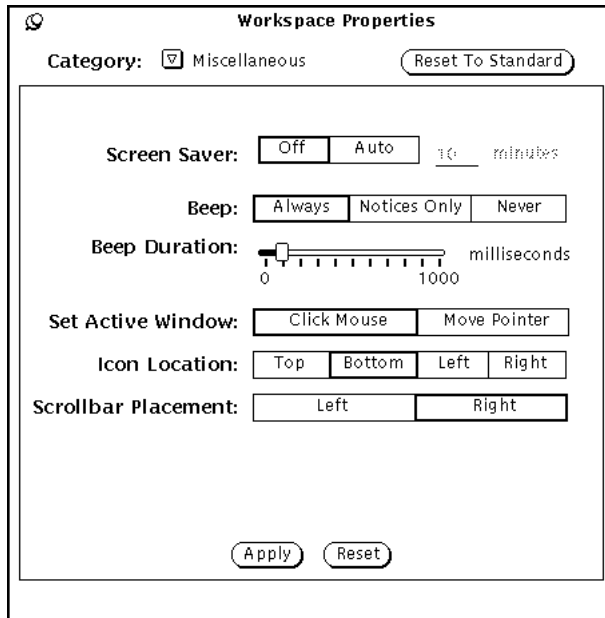 Workspace Properties
Category: Miscellaneous Reset To Standard
Screen Saver: Off Auto 10 minutes
Beep: Always Notices Only Never
Beep Duration: milliseconds
0 1000
Set Active Window: Click Mouse Move Pointer
Icon Location: Top Bottom Left Right
Scrollbar Placement: Left Right
Apply Reset